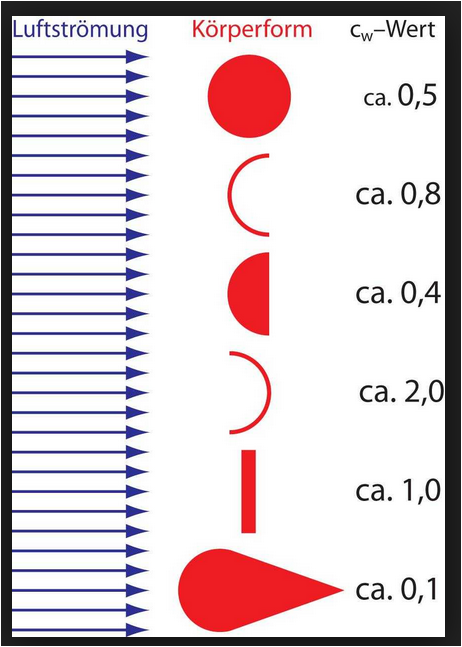 Luftströmung Körperform cw–Wert
ca. 0,5
ca. 0,8
ca. 0,4
ca. 2,0
ca. 1,0
ca. 0,1